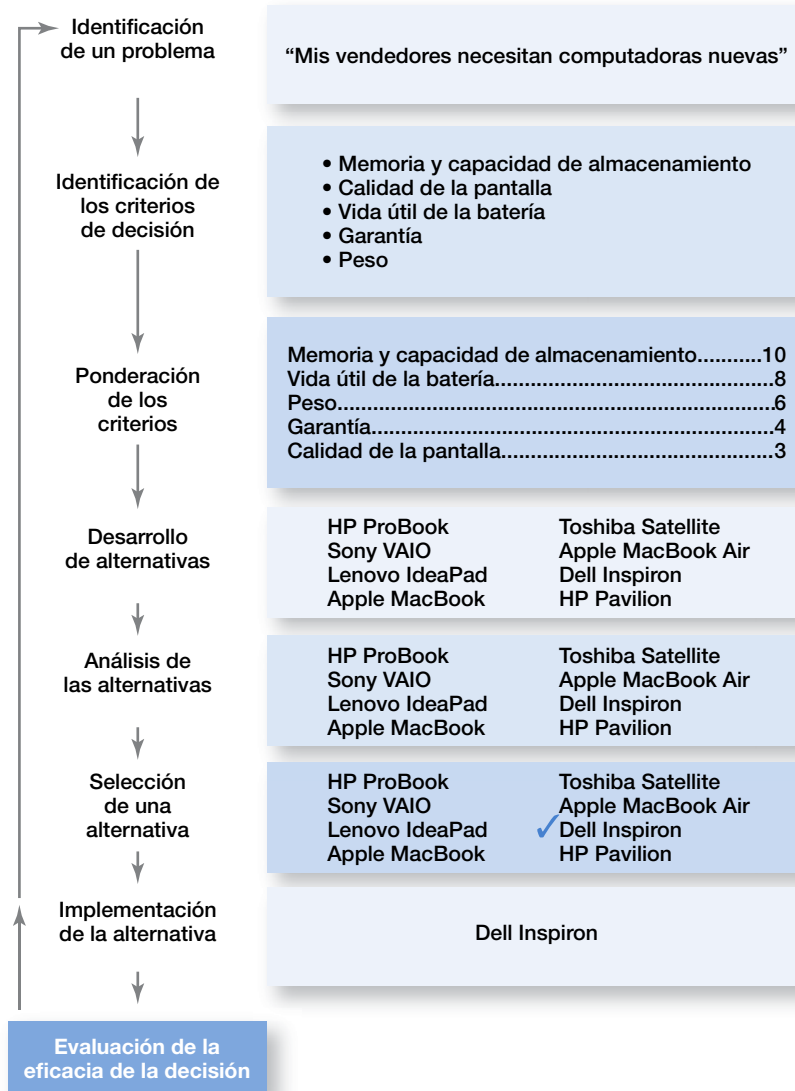 Identificación
de un problema
“Mis vendedores necesitan computadoras nuevas”
Identificación de
los criterios
de decisión
• Memoria y capacidad de almacenamiento
• Calidad de la pantalla
• Vida útil de la batería
• Garantía
• Peso
Ponderación
de los
criterios
Memoria y capacidad de almacenamiento...........10
Vida útil de la batería................................................8
Peso..........................................................................6
Garantía.....................................................................4
Calidad de la pantalla...............................................3
Desarrollo
de alternativas
HP ProBook Toshiba Satellite
Sony VAIO Apple MacBook Air
Lenovo IdeaPad Dell Inspiron
Apple MacBook HP Pavilion
Análisis de
las alternativas
HP ProBook Toshiba Satellite
Sony VAIO Apple MacBook Air
Lenovo IdeaPad Dell Inspiron
Apple MacBook HP Pavilion
Selección
de una
alternativa
HP ProBook Toshiba Satellite
Sony VAIO Apple MacBook Air
Lenovo IdeaPad ✓ Dell Inspiron
Apple MacBook HP Pavilion
Implementación
de la alternativa
Dell Inspiron
Evaluación de la
eficacia de la decisión